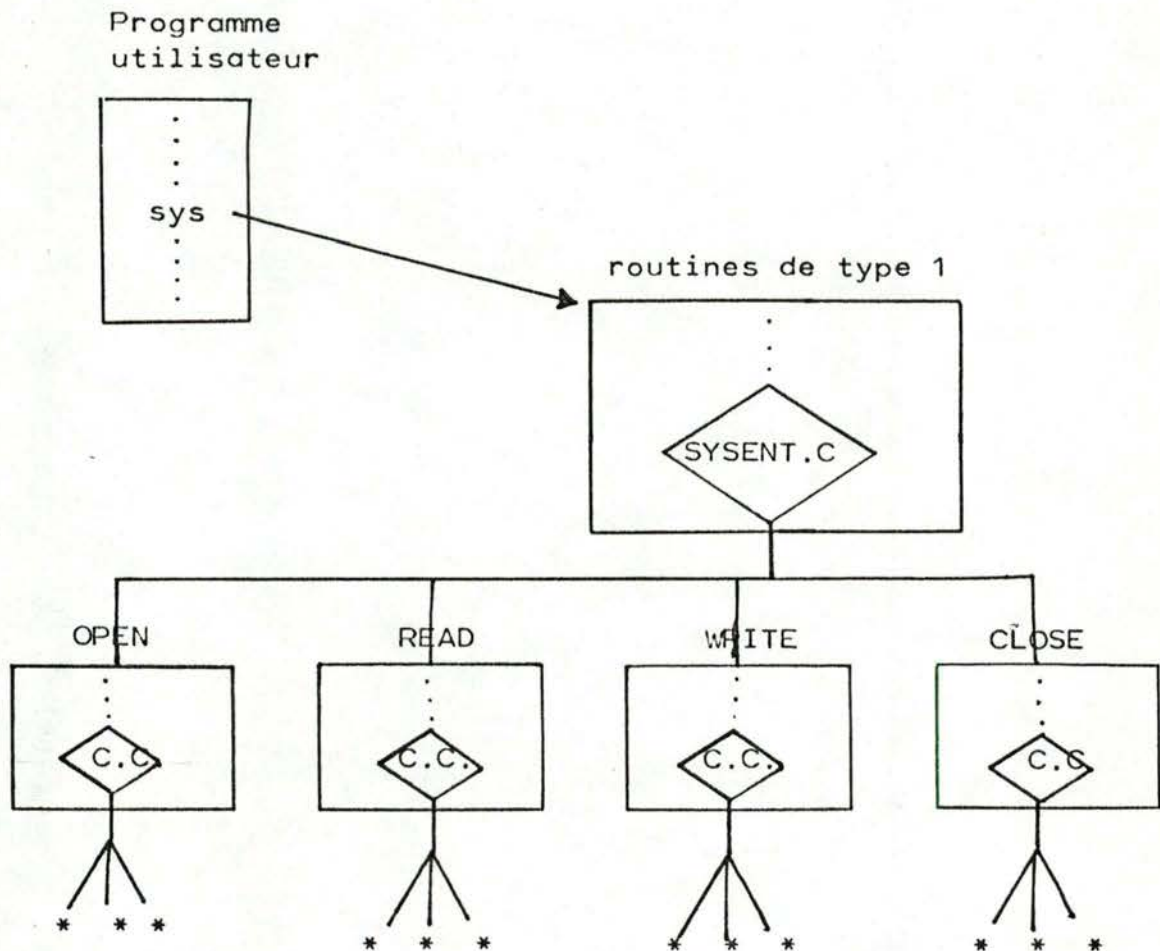 Programme
utilisateur
sys
routines de type 1
SYSENT.C
OPEN READ WRITE CLOSE
C.C. C.C. C.C. C.C
* * * * * * * * * * * *